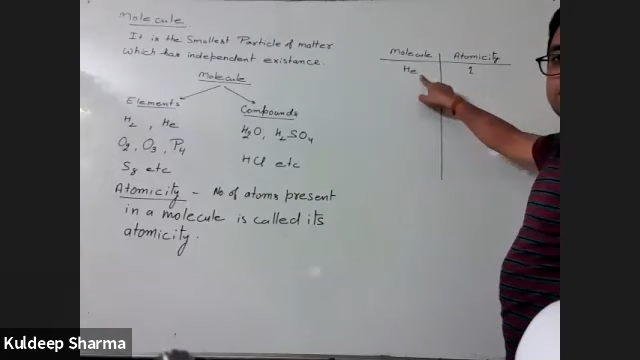 Molecule
It is the Smallest Particle of matter
which has independent existance.
Molecule
Elements
H2 , He
O2, O3, P4
S8 etc
Compounds
H2O, H2SO4
HCl etc
Atomicity - No of atoms present
in a molecule is called its
atomicity.
Molecule Atomicity
He 1
Kuldeep Sharma